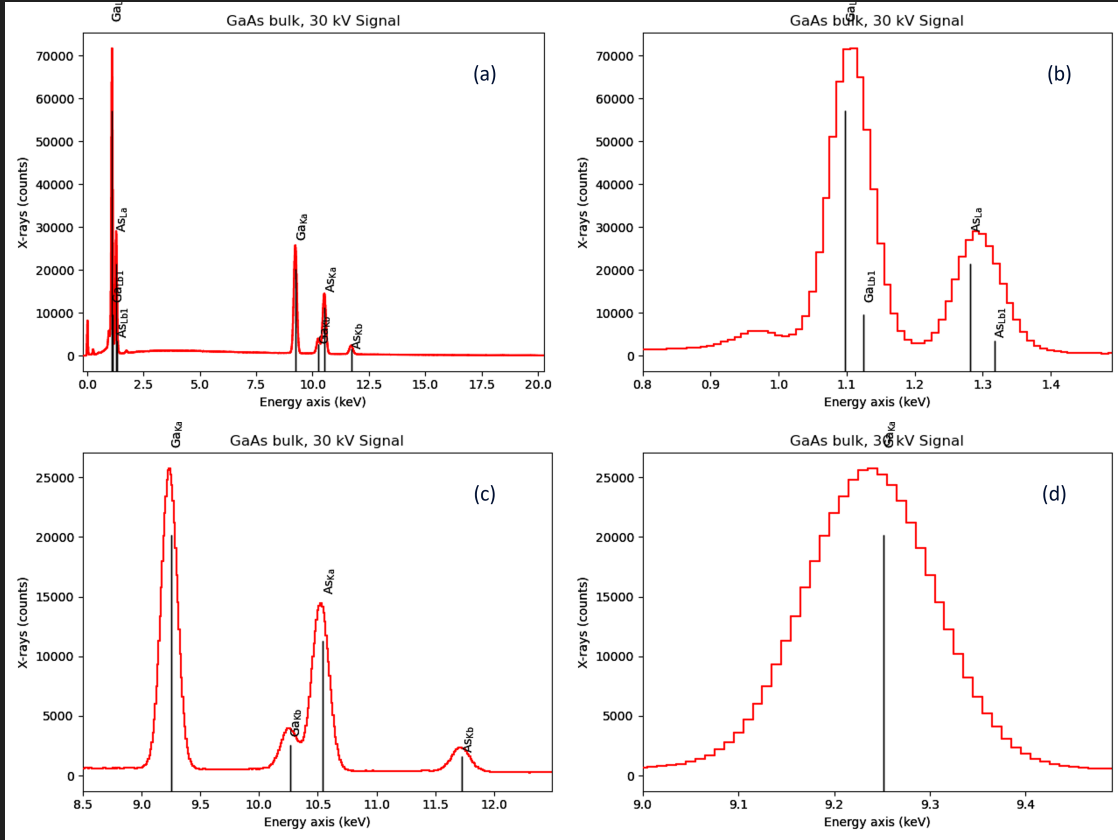 GaL
GaAs bulk, 30 kV Signal
(a)
X-rays (counts)
70000
60000
50000
40000
30000
20000
10000
0
AsLa
GaLb1
AsLb1
GaKa
AsKa
GaKb
AsKb
0.0 2.5 5.0 7.5 10.0 12.5 15.0 17.5 20.0
Energy axis (keV)
GaL
GaAs bulk, 30 kV Signal
(b)
X-rays (counts)
70000
60000
50000
40000
30000
20000
10000
0
GaLb1
AsLa
AsLb1
0.8 0.9 1.0 1.1 1.2 1.3 1.4
Energy axis (keV)
GaKa
GaAs bulk, 30 kV Signal
(c)
X-rays (counts)
25000
20000
15000
10000
5000
0
GaKb
AsKa
AsKb
8.5 9.0 9.5 10.0 10.5 11.0 11.5 12.0
Energy axis (keV)
GaKa
GaAs bulk, 30 kV Signal
(d)
X-rays (counts)
25000
20000
15000
10000
5000
0
9.0 9.1 9.2 9.3 9.4
Energy axis (keV)